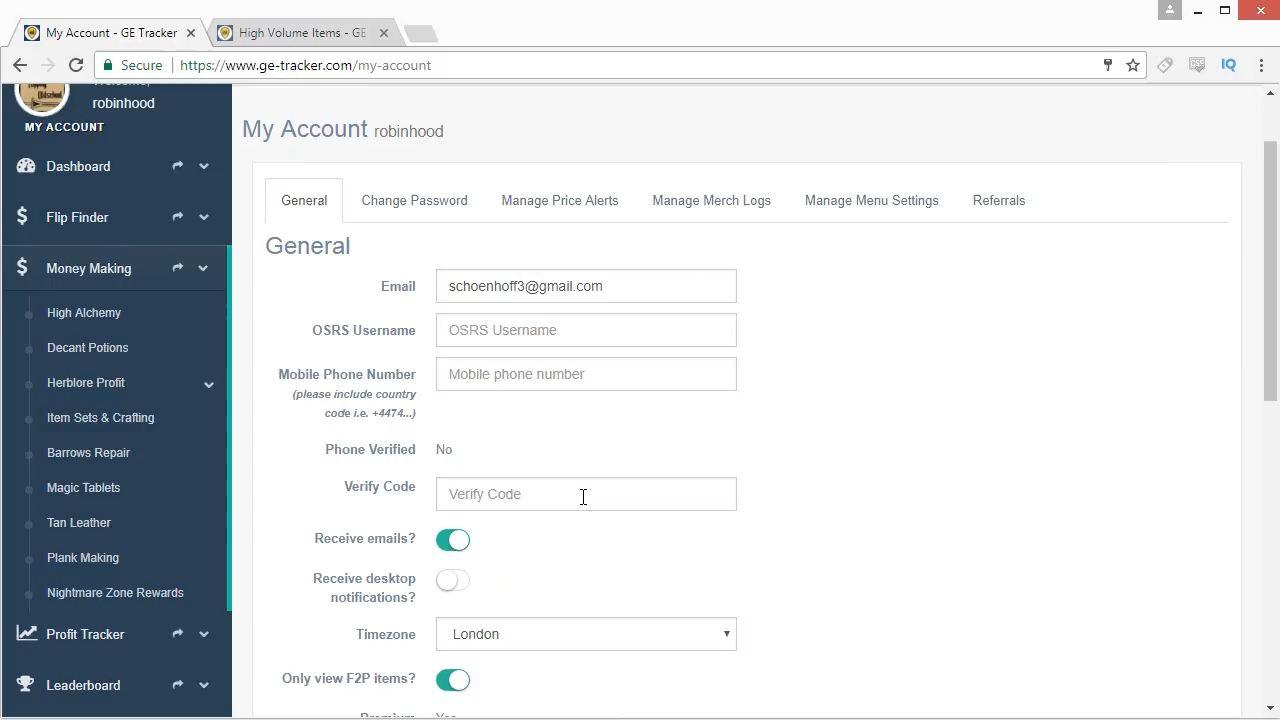 My Account - GE Tracker
High Volume Items - GE
Secure
https://www.ge-tracker.com/my-account
IQ
robinhood
MY ACCOUNT
Dashboard
Flip Finder
Money Making
High Alchemy
Decant Potions
Herblore Profit
Item Sets & Crafting
Barrows Repair
Magic Tablets
Tan Leather
Plank Making
Nightmare Zone Rewards
Profit Tracker
Leaderboard
My Account robinhood
General
Change Password
Manage Price Alerts
Manage Merch Logs
Manage Menu Settings
Referrals
General
Email
schoenhoff3@gmail.com
OSRS Username
OSRS Username
Mobile Phone Number
(please include country
code i.e. +4474...)
Mobile phone number
Phone Verified
No
Verify Code
Verify Code
Receive emails?
Receive desktop
notifications?
Timezone
London
Only view F2P items?
Premium
Yes